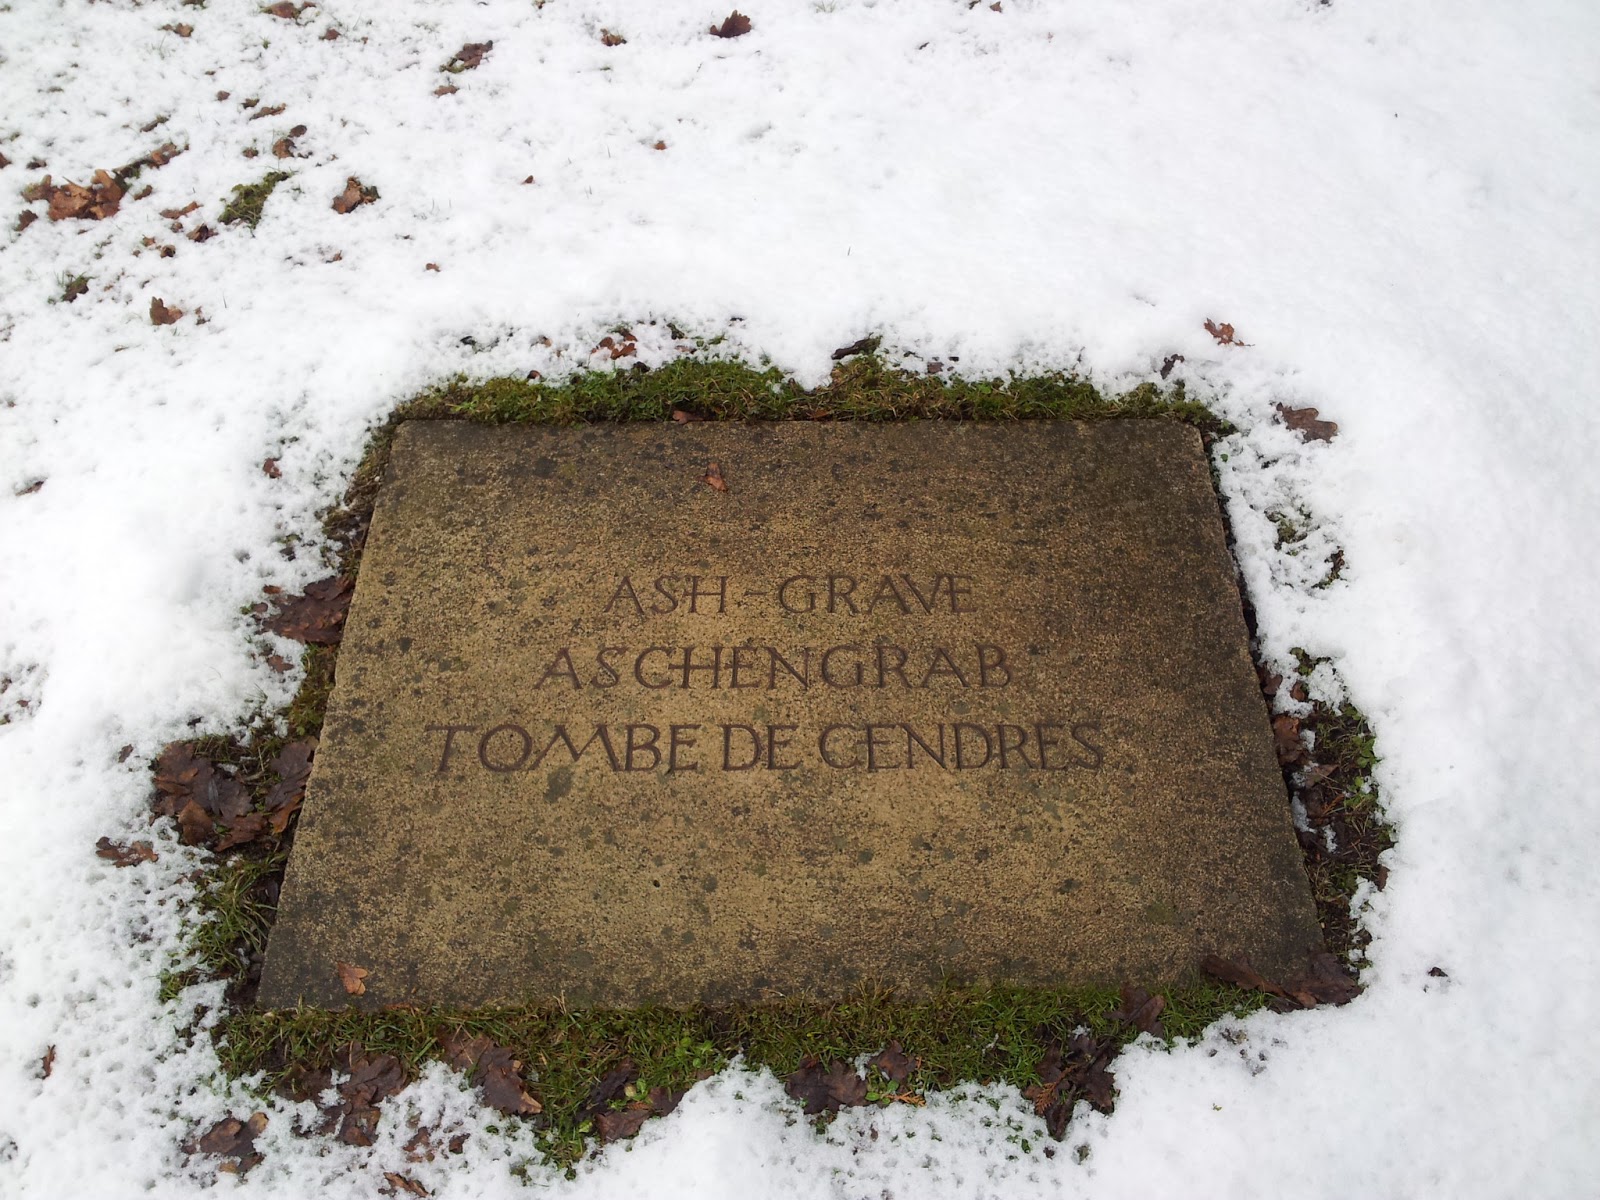 ASH-GRAVE
ASCHENGRAB
TOMBE DE CENDRES